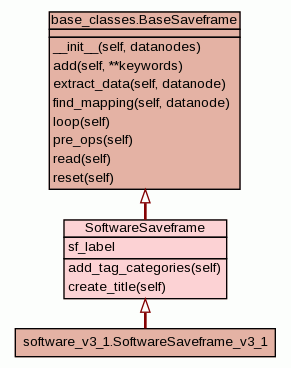 base_classes.BaseSaveframe
__init__(self, datanodes)
add(self, **keywords)
extract_data(self, datanode)
find_mapping(self, datanode)
loop(self)
pre_ops(self)
read(self)
reset(self)
SoftwareSaveframe
sf_label
add_tag_categories(self)
create_title(self)
software_v3_1.SoftwareSaveframe_v3_1